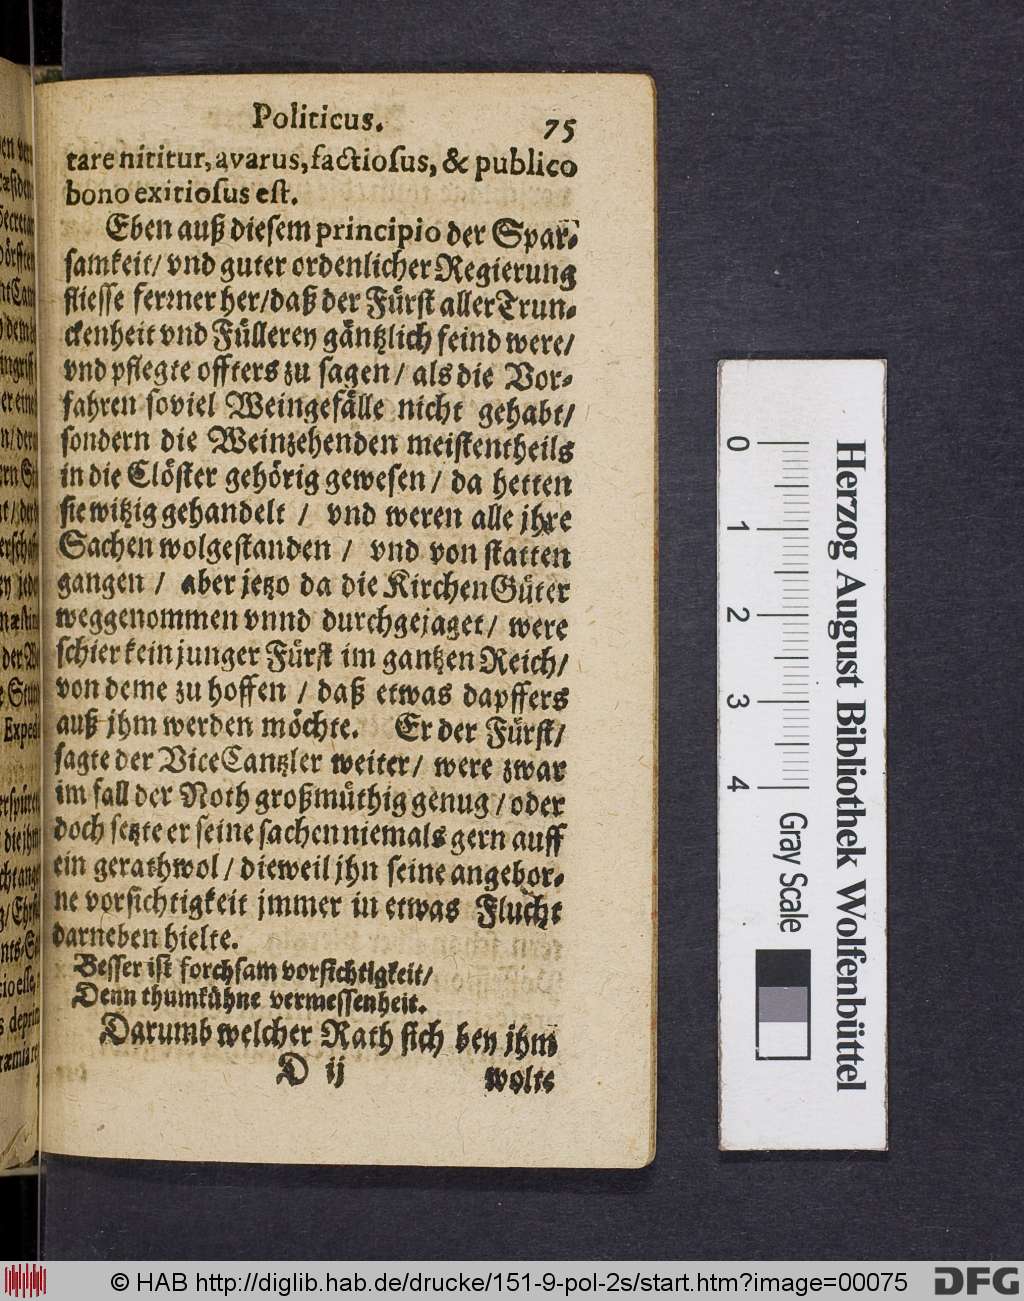 Politicus.
75
tare nititur, avarus, factiosus, & publico
bono exitiosus est.
Eben auß diesem principio der Spar-
samkeit/ vnd guter ordenlicher Regierung
fliesse ferrner her/daß der Fürst aller Trun-
ckenheit vnd Füllerey gäntzlich feind were/
vnd pflegte offters zu sagen / als die Vor-
fahren soviel Weingefälle nicht gehabt/
sondern die Weinzehenden meistentheils
in die Clöster gehörig gewesen / da hetten
sie witzig gehandelt / vnd weren alle jhre
Sachen wolgestanden / vnd von statten
gangen / aber jetzo da die KirchenGüter
weggenommen vnnd durchgejaget/ were
schier kein junger Fürst im gantzen Reich/
von deme zu hoffen / daß etwas dapffers
auß jhm werden möchte. Er der Fürst/
sagte der ViceCantzler weiter/ were zwar
im fall der Noth großmüthig genug / oder
doch setzte er seine sachen niemals gern auff
ein gerathwol / dieweil jhn seine angebor-
ne vorsichtigkeit jmmer in etwas Flucht
darneben hielte.
Besser ist forchsam vorsichtigkeit/
Denn thumkühne vermessenheit.
Darumb welcher Rath sich bey jhm
D ij
wolte
0 1 2 3 4
Gray Scale
Herzog August Bibliothek Wolfenbüttel
© HAB http://diglib.hab.de/drucke/151-9-pol-2s/start.htm?image=00075
DFG